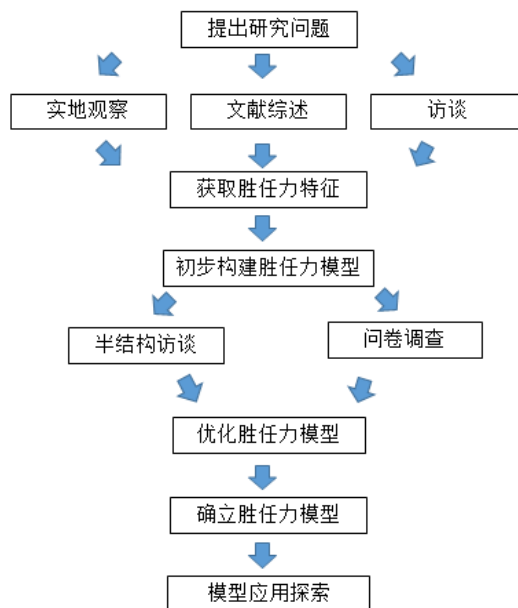 提出研究问题
实地观察
文献综述
访谈
获取胜任力特征
初步构建胜任力模型
半结构访谈
问卷调查
优化胜任力模型
确立胜任力模型
模型应用探索